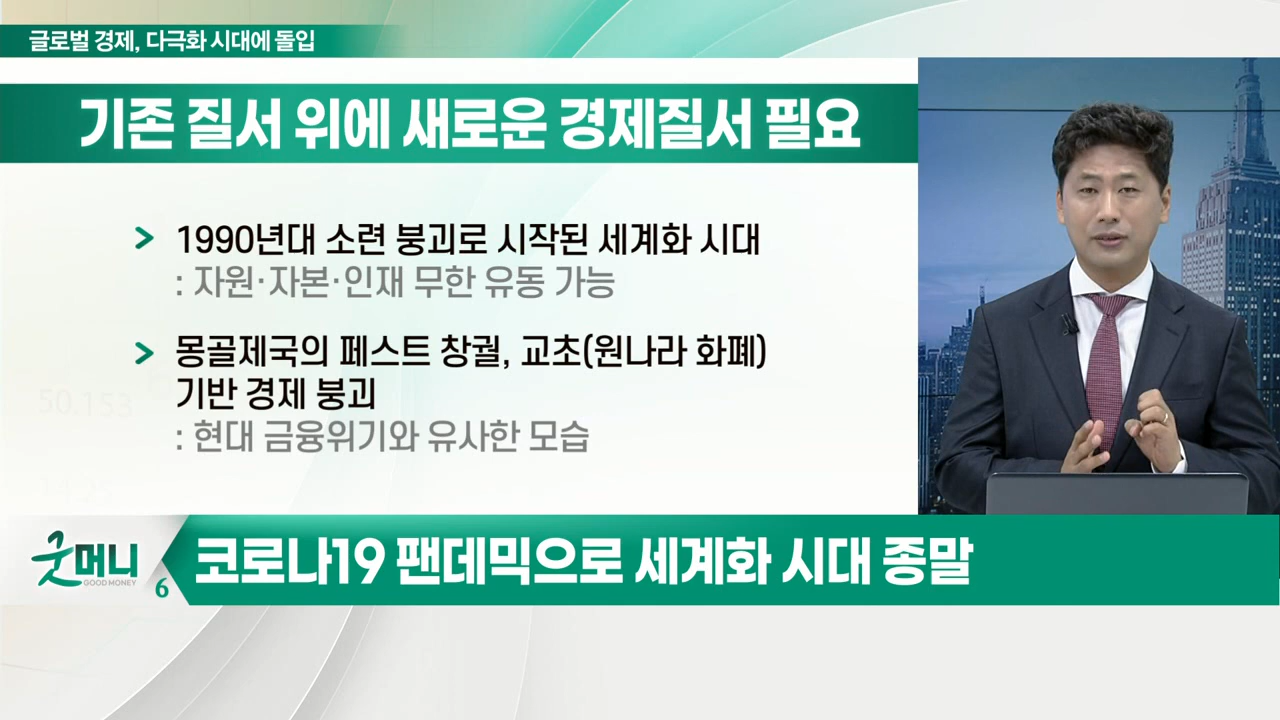 글로벌 경제, 다극화 시대에 돌입
기존 질서 위에 새로운 경제질서 필요
> 1990년대 소련 붕괴로 시작된 세계화 시대
: 자원·자본·인재 무한 유동 가능
> 몽골제국의 페스트 창궐, 교초(원나라 화폐)
기반 경제 붕괴
: 현대 금융위기와 유사한 모습
50.153
굿머니
GOOD MONEY
6
코로나19 팬데믹으로 세계화 시대 종말